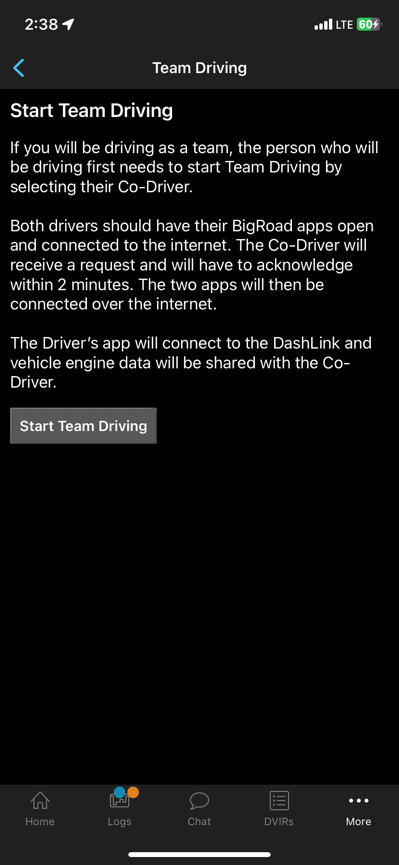 2:38
LTE
60
Team Driving
Start Team Driving
If you will be driving as a team, the person who will
be driving first needs to start Team Driving by
selecting their Co-Driver.
Both drivers should have their BigRoad apps open
and connected to the internet. The Co-Driver will
receive a request and will have to acknowledge
within 2 minutes. The two apps will then be
connected over the internet.
The Driver’s app will connect to the DashLink and
vehicle engine data will be shared with the Co-
Driver.
Start Team Driving
Home
Logs
Chat
DVIRs
More